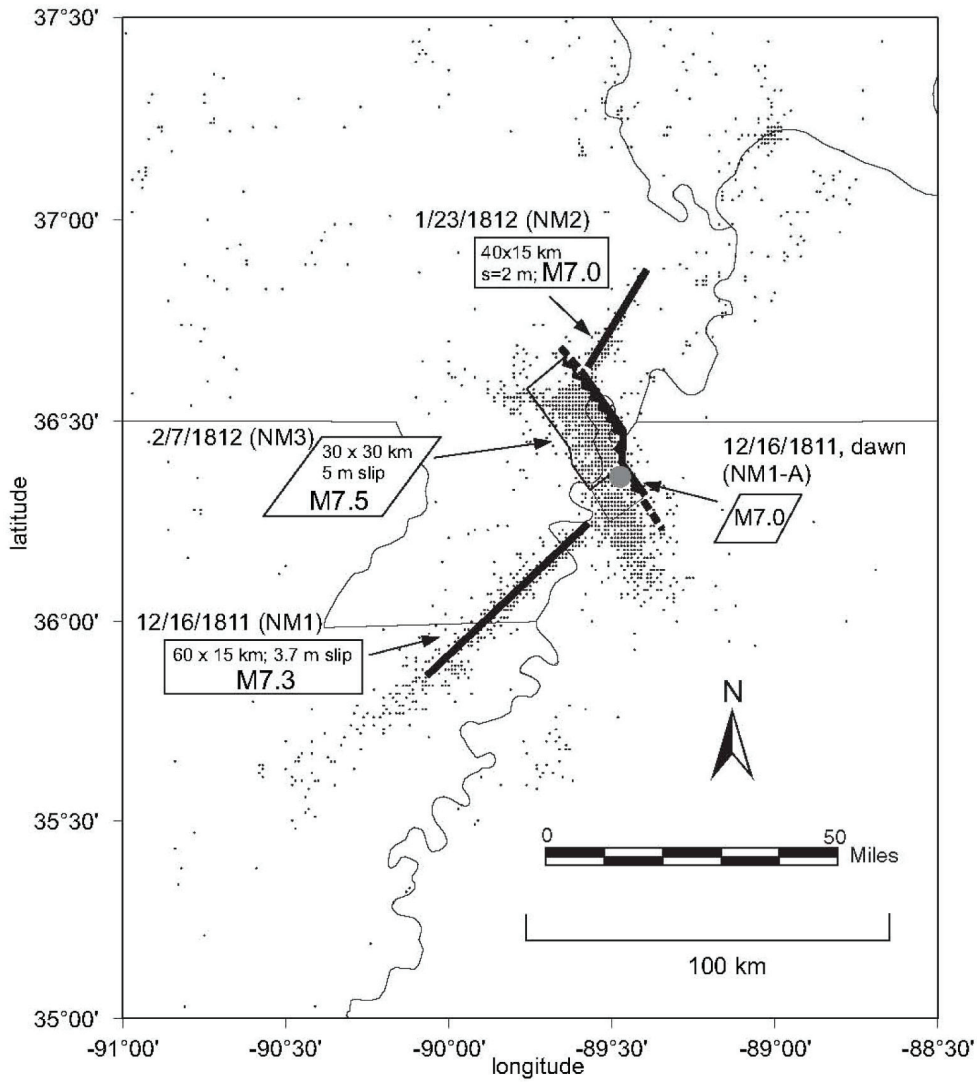 37°30'
37°00'
36°30'
36°00'
35°30'
35°00'
latitude
1/23/1812 (NM2)
40x15 km
s=2 m; M7.0
2/7/1812 (NM3)
30 x 30 km
5 m slip
M7.5
12/16/1811, dawn
(NM1-A)
M7.0
12/16/1811 (NM1)
60 x 15 km; 3.7 m slip
M7.3
N
0 50
Miles
100 km
-91°00' -90°30' -90°00' -89°30' -89°00' -88°30'
longitude